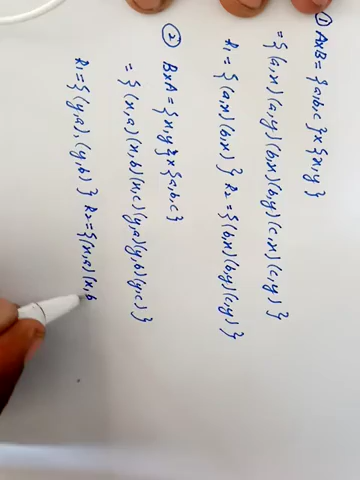 ① A×B = {a,b,c} × {x,y}
= {(a,x)(a,y)(b,x)(b,y)(c,x)(c,y)}
R₁ = {(a,x)(b,x)} R₂ = {(b,x)(b,y)(c,y)}
② B×A = {x,y} × {a,b,c}
= {(x,a)(x,b)(x,c)(y,a)(y,b)(y,c)}
R₁ = {(y,a),(y,b)} R₂ = {(x,a)(x,b